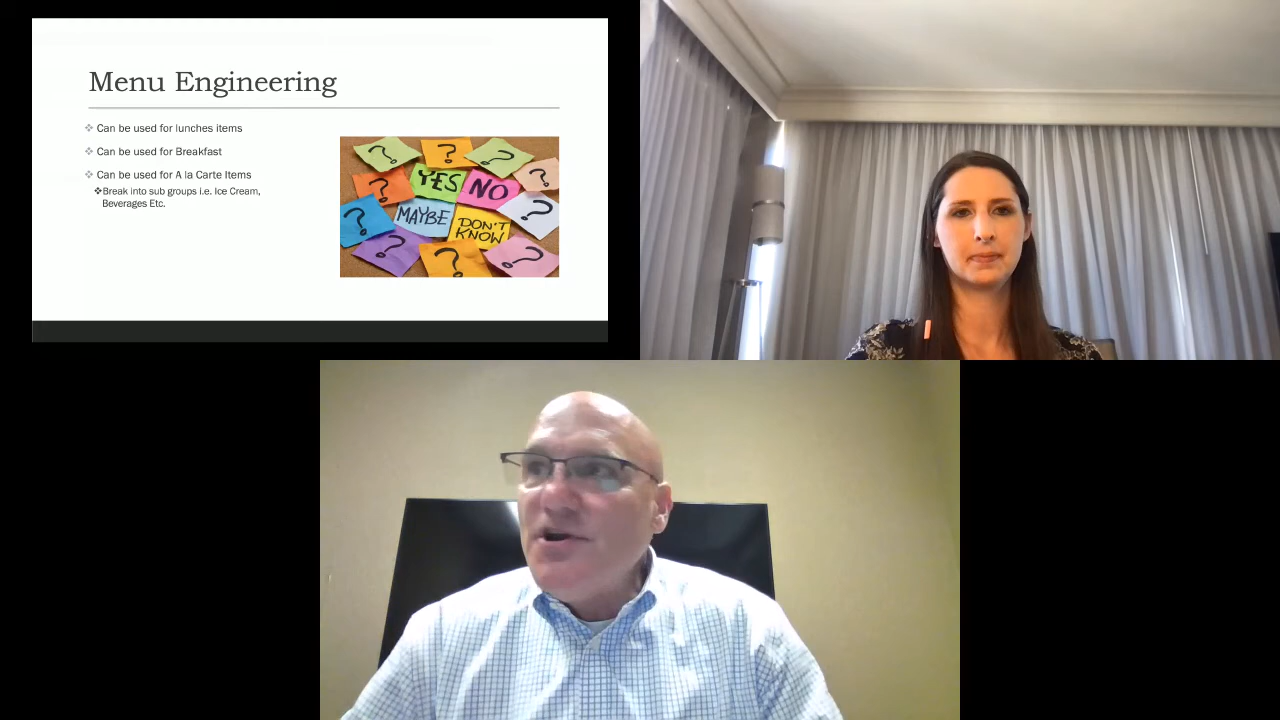 Menu Engineering
Can be used for lunches items
Can be used for Breakfast
Can be used for A la Carte Items
Break into sub groups i.e. Ice Cream,
Beverages Etc.
? ? ?
? YES NO ?
? MAYBE DON'T KNOW ?
? ? ?